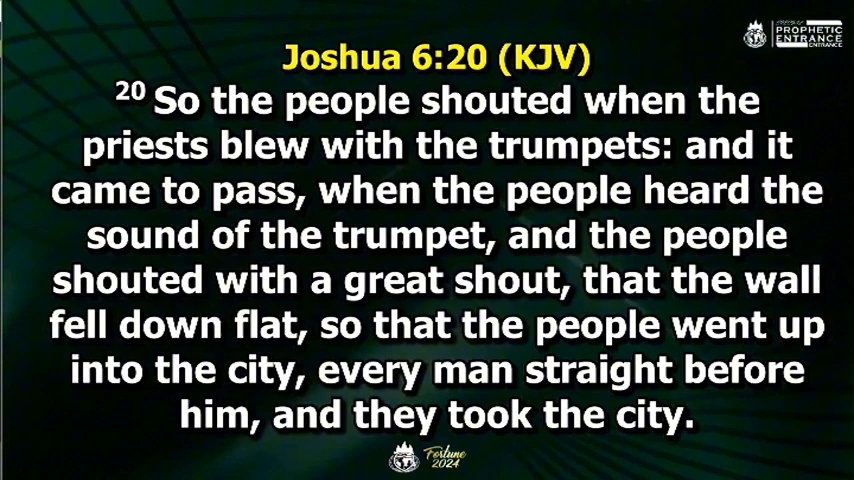 PROPHETIC
ENTRANCE
ENTRANCE
Joshua 6:20 (KJV)
20 So the people shouted when the
priests blew with the trumpets: and it
came to pass, when the people heard the
sound of the trumpet, and the people
shouted with a great shout, that the wall
fell down flat, so that the people went up
into the city, every man straight before
him, and they took the city.
Fortune
2024